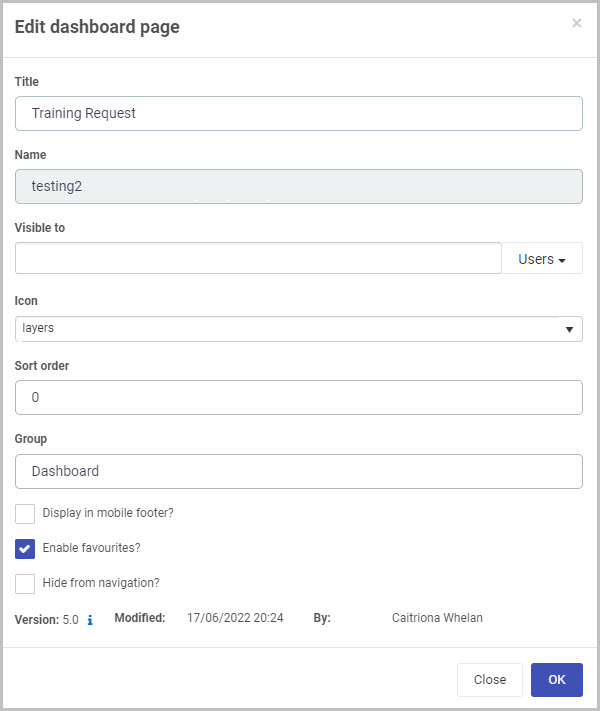 Edit dashboard page ×
Title
Training Request
Name
testing2
Visible to
Users
Icon
layers
Sort order
0
Group
Dashboard
Display in mobile footer?
Enable favourites?
Hide from navigation?
Version: 5.0 i Modified: 17/06/2022 20:24 By: Caitriona Whelan
Close OK